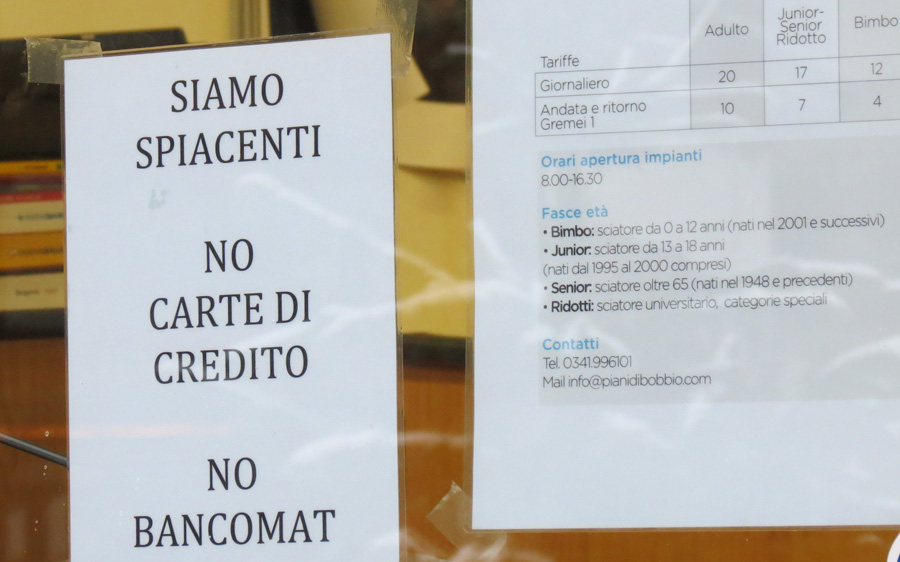 SIAMO
SPIACENTI
NO
CARTE DI
CREDITO
NO
BANCOMAT
Adulto
Junior-
Senior
Ridotto
Bimbo
Tariffe
Giornaliero 20 17 12
Andata e ritorno
Gremei 1 10 7 4
Orari apertura impianti
8.00-16.30
Fasce età
• Bimbo: sciatore da 0 a 12 anni (nati nel 2001 e successivi)
• Junior: sciatore da 13 a 18 anni
(nati dal 1995 al 2000 compresi)
• Senior: sciatore oltre 65 (nati nel 1948 e precedenti)
• Ridotti: sciatore universitario, categorie speciali
Contatti
Tel. 0341.996101
Mail info@pianidibobbio.com